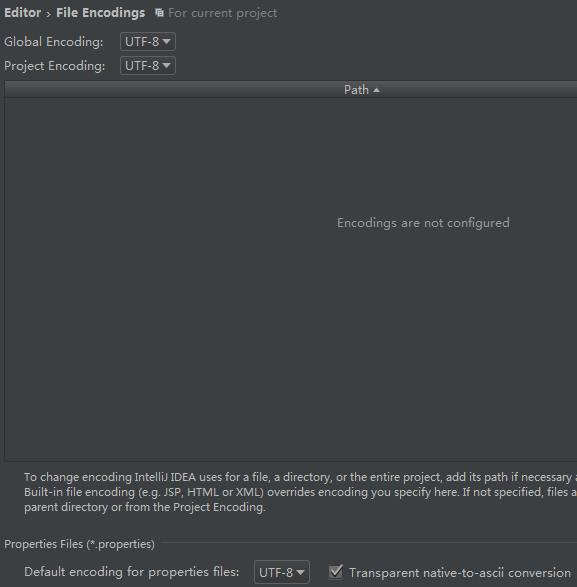 Editor › File Encodings For current project
Global Encoding: UTF-8
Project Encoding: UTF-8
Path
Encodings are not configured
To change encoding IntelliJ IDEA uses for a file, a directory, or the entire project, add its path if necessary a
Built-in file encoding (e.g. JSP, HTML or XML) overrides encoding you specify here. If not specified, files a
parent directory or from the Project Encoding.
Properties Files (*.properties)
Default encoding for properties files: UTF-8 Transparent native-to-ascii conversion